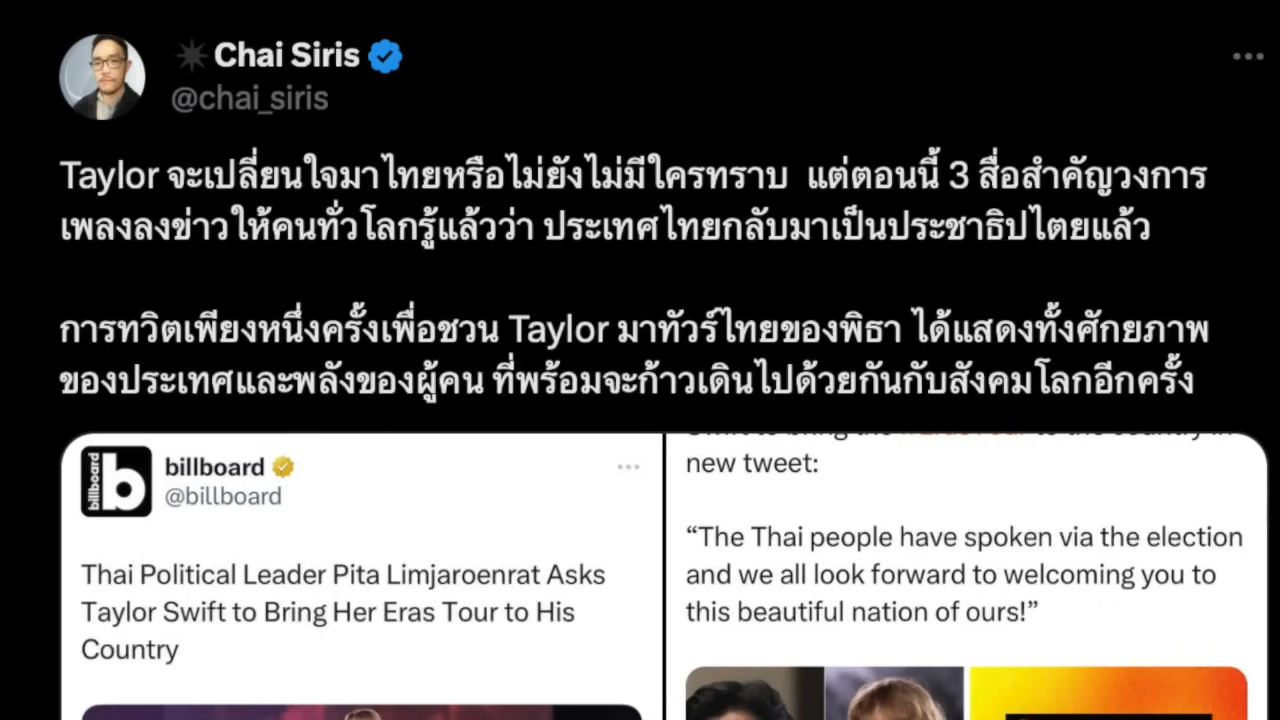 Chai Siris
@chai_siris
Taylor จะเปลี่ยนใจมาไทยหรือไม่ยังไม่มีใครทราบ แต่ตอนนี้ 3 สื่อสำคัญวงการ
เพลงลงข่าวให้คนทั่วโลกรู้แล้วว่า ประเทศไทยกลับมาเป็นประชาธิปไตยแล้ว
การทวิตเพียงหนึ่งครั้งเพื่อชวน Taylor มาทัวร์ไทยของพิธา ได้แสดงทั้งศักยภาพ
ของประเทศและพลังของผู้คน ที่พร้อมจะก้าวเดินไปด้วยกันกับสังคมโลกอีกครั้ง
billboard
b
billboard
@billboard
Thai Political Leader Pita Limjaroenrat Asks
Taylor Swift to Bring Her Eras Tour to His
Country
new tweet:
“The Thai people have spoken via the election
and we all look forward to welcoming you to
this beautiful nation of ours!”